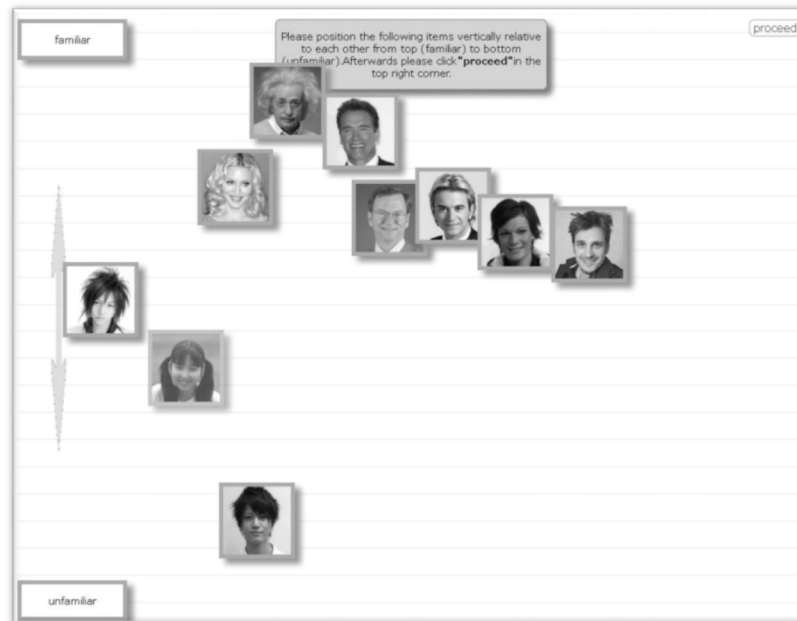 familiar
Please position the following items vertically relative
to each other from top (familiar) to bottom
(unfamiliar).Afterwards please click"proceed"in the
top right corner.
proceed
unfamiliar